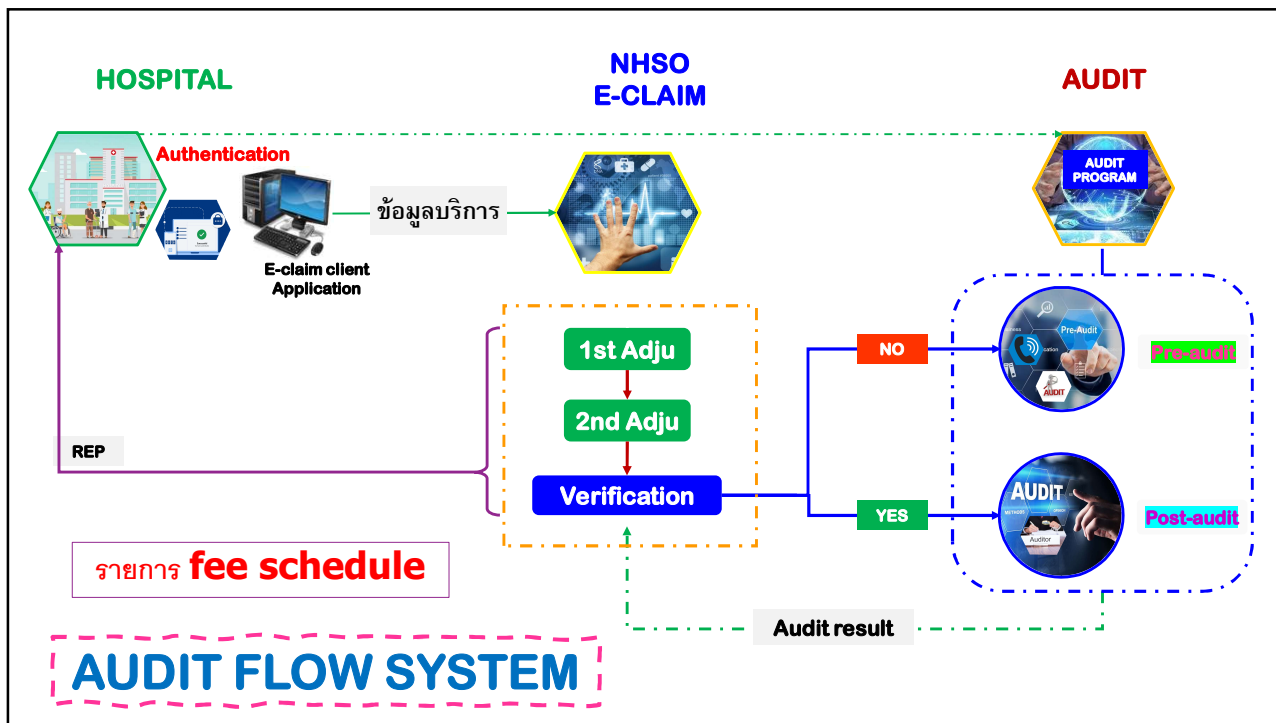 HOSPITAL
NHSO
E-CLAIM
AUDIT
Authentication
AUDIT
PROGRAM
ข้อมูลบริการ
E-claim client
Application
1st Adju
2nd Adju
Verification
NO
Pre-Audit
AUDIT
Pre-audit
REP
YES
AUDIT
Auditor
Post-audit
รายการ fee schedule
Audit result
AUDIT FLOW SYSTEM